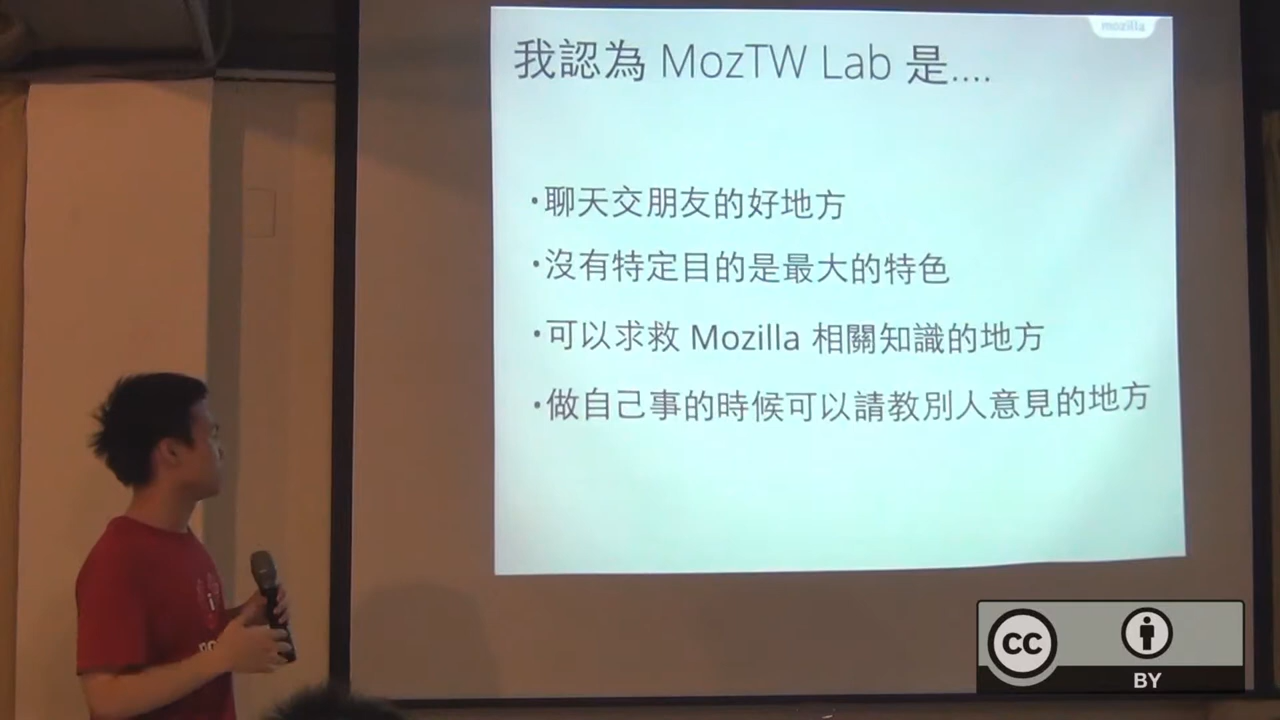 mozilla
我認為 MozTW Lab 是....
•聊天交朋友的好地方
•沒有特定目的是最大的特色
•可以求救 Mozilla 相關知識的地方
•做自己事的時候可以請教別人意見的地方
cc
BY